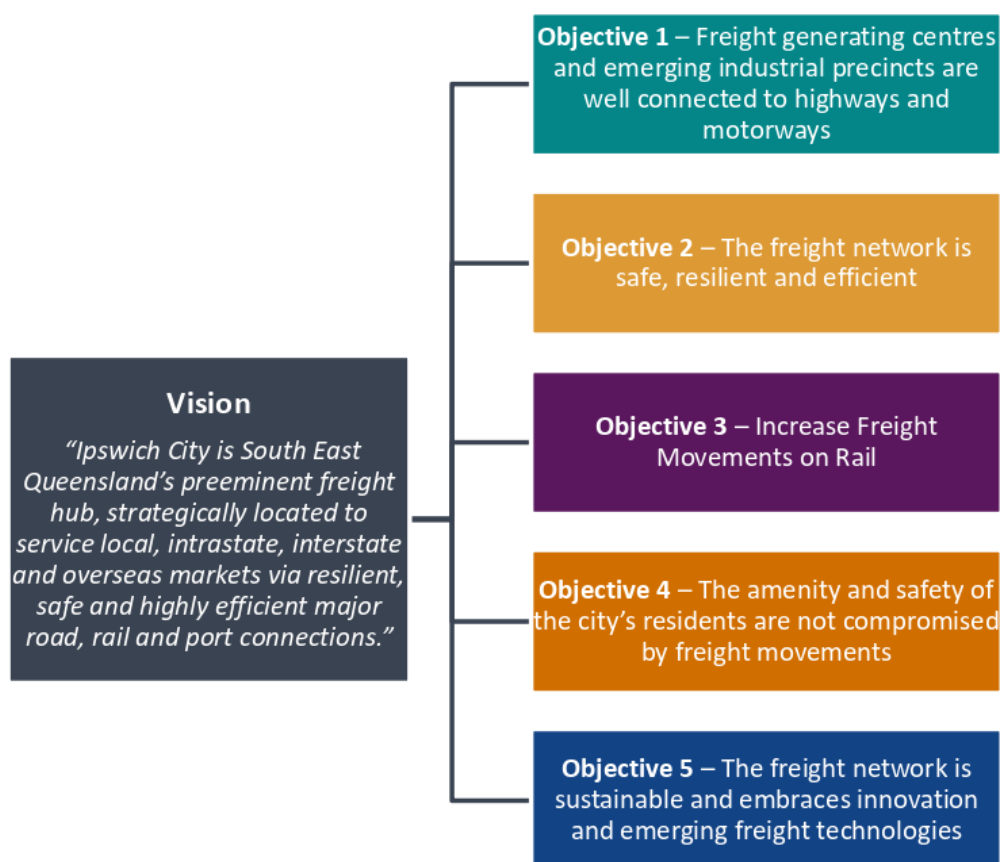 Vision
“Ipswich City is South East
Queensland’s preeminent freight
hub, strategically located to
service local, intrastate, interstate
and overseas markets via resilient,
safe and highly efficient major
road, rail and port connections.”
Objective 1 – Freight generating centres
and emerging industrial precincts are
well connected to highways and
motorways
Objective 2 – The freight network is
safe, resilient and efficient
Objective 3 – Increase Freight
Movements on Rail
Objective 4 – The amenity and safety of
the city’s residents are not compromised
by freight movements
Objective 5 – The freight network is
sustainable and embraces innovation
and emerging freight technologies